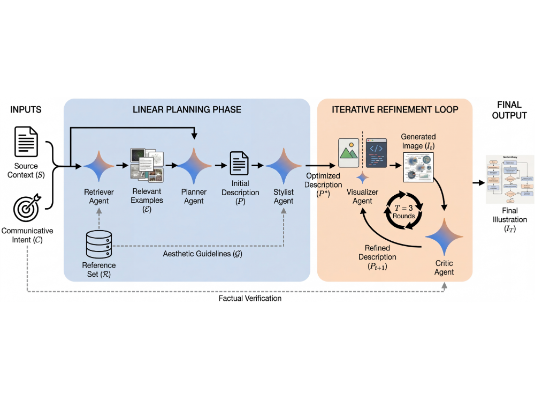 INPUTS
LINEAR PLANNING PHASE
ITERATIVE REFINEMENT LOOP
FINAL
OUTPUT
Source
Context (S)
Communicative
Intent (C)
Retriever
Agent
Relevant
Examples (ℰ)
Planner
Agent
Initial
Description (P)
Stylist
Agent
Optimized
Description (P*)
Visualizer
Agent
Generated
Image (Iₜ)
T = 3
Rounds
Refined
Description
(Pₜ₊₁)
Critic
Agent
Final
Illustration
(I_T)
Reference
Set (ℛ)
Aesthetic Guidelines (𝒢)
Factual Verification